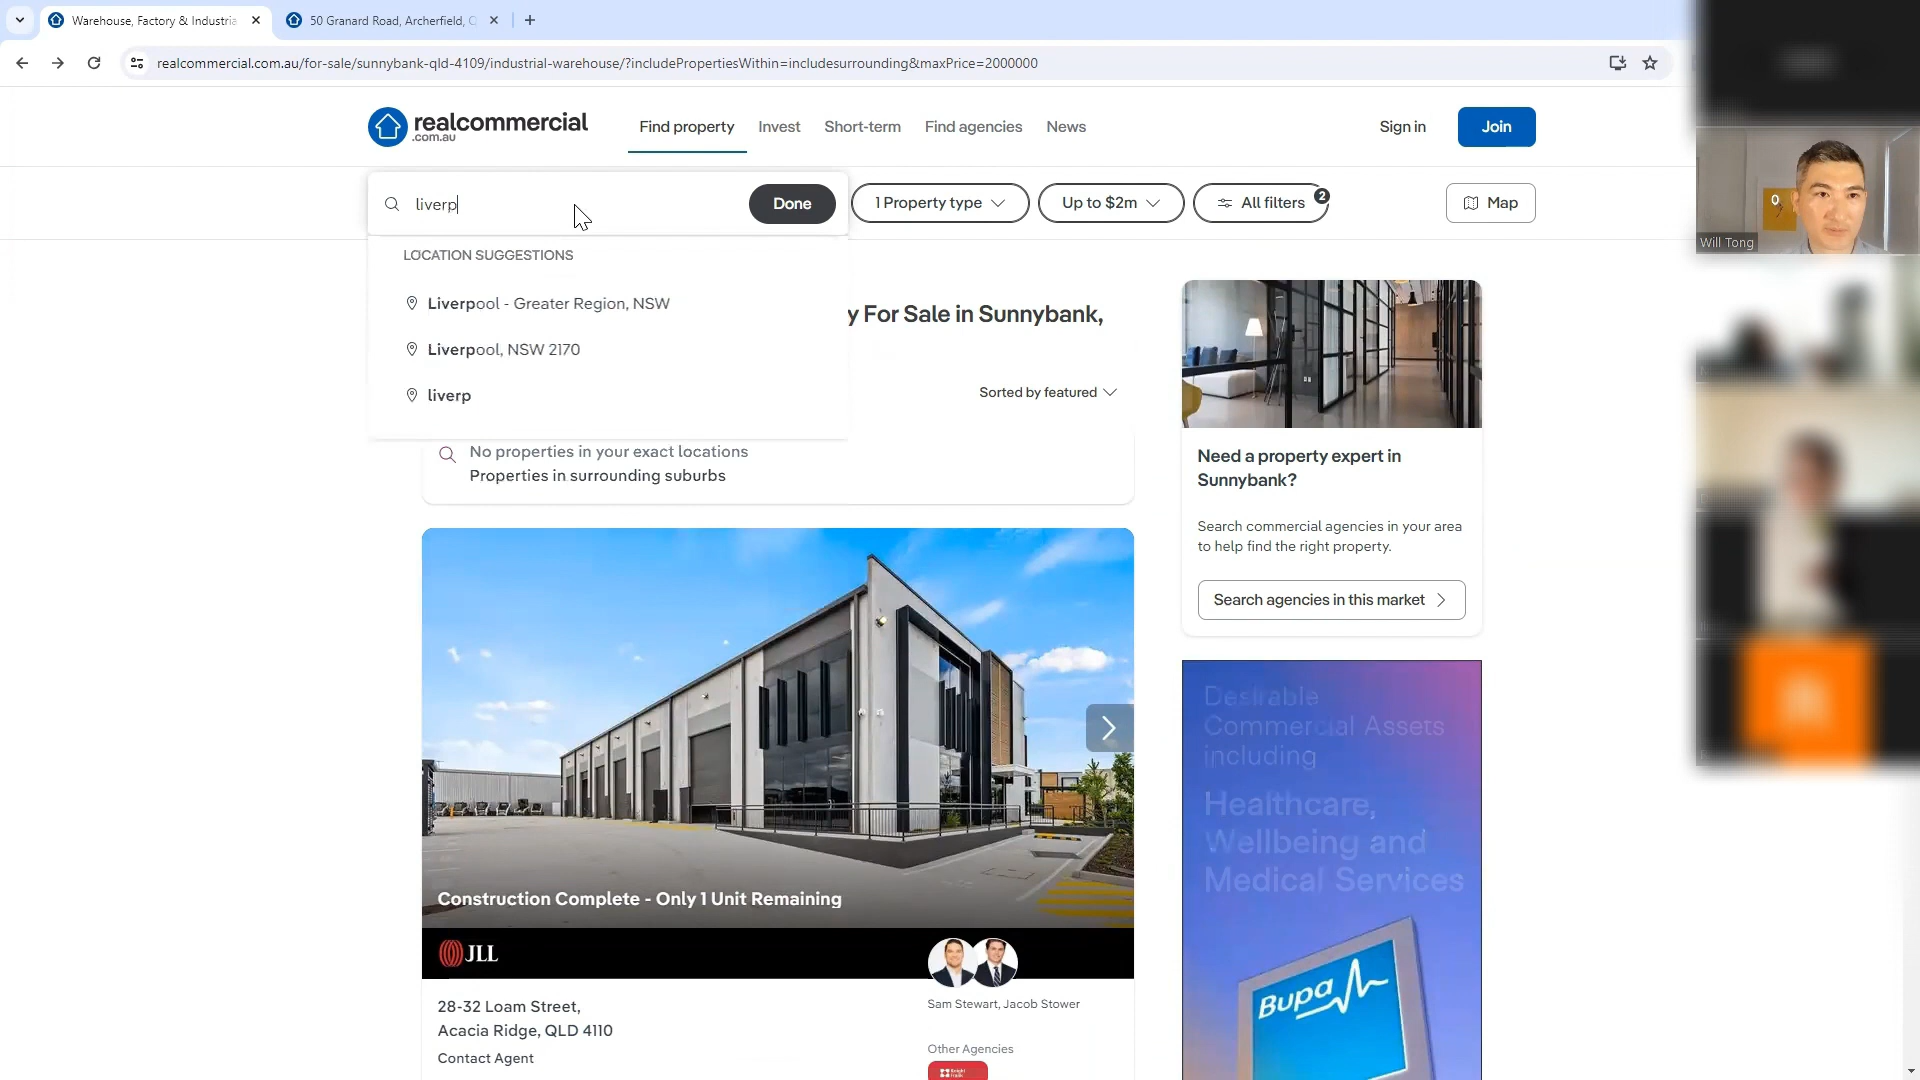 Warehouse, Factory & Industria
50 Granard Road, Archerfield, Q
realcommercial.com.au/for-sale/sunnybank-qld-4109/industrial-warehouse/?includePropertiesWithin=includesurrounding&maxPrice=2000000
realcommercial
.com.au
Find property
Invest
Short-term
Find agencies
News
Sign in
Join
liverp
Done
1 Property type
Up to $2m
All filters
2
Map
Will Tong
LOCATION SUGGESTIONS
Liverpool - Greater Region, NSW
Liverpool, NSW 2170
liverp
y For Sale in Sunnybank,
Sorted by featured
No properties in your exact locations
Properties in surrounding suburbs
Need a property expert in
Sunnybank?
Search commercial agencies in your area
to help find the right property.
Search agencies in this market
Construction Complete - Only 1 Unit Remaining
JLL
28-32 Loam Street,
Acacia Ridge, QLD 4110
Contact Agent
Sam Stewart, Jacob Stower
Other Agencies
Knight
Frank
Desirable
Commercial Assets
including
Healthcare,
Wellbeing and
Medical Services
Bupa